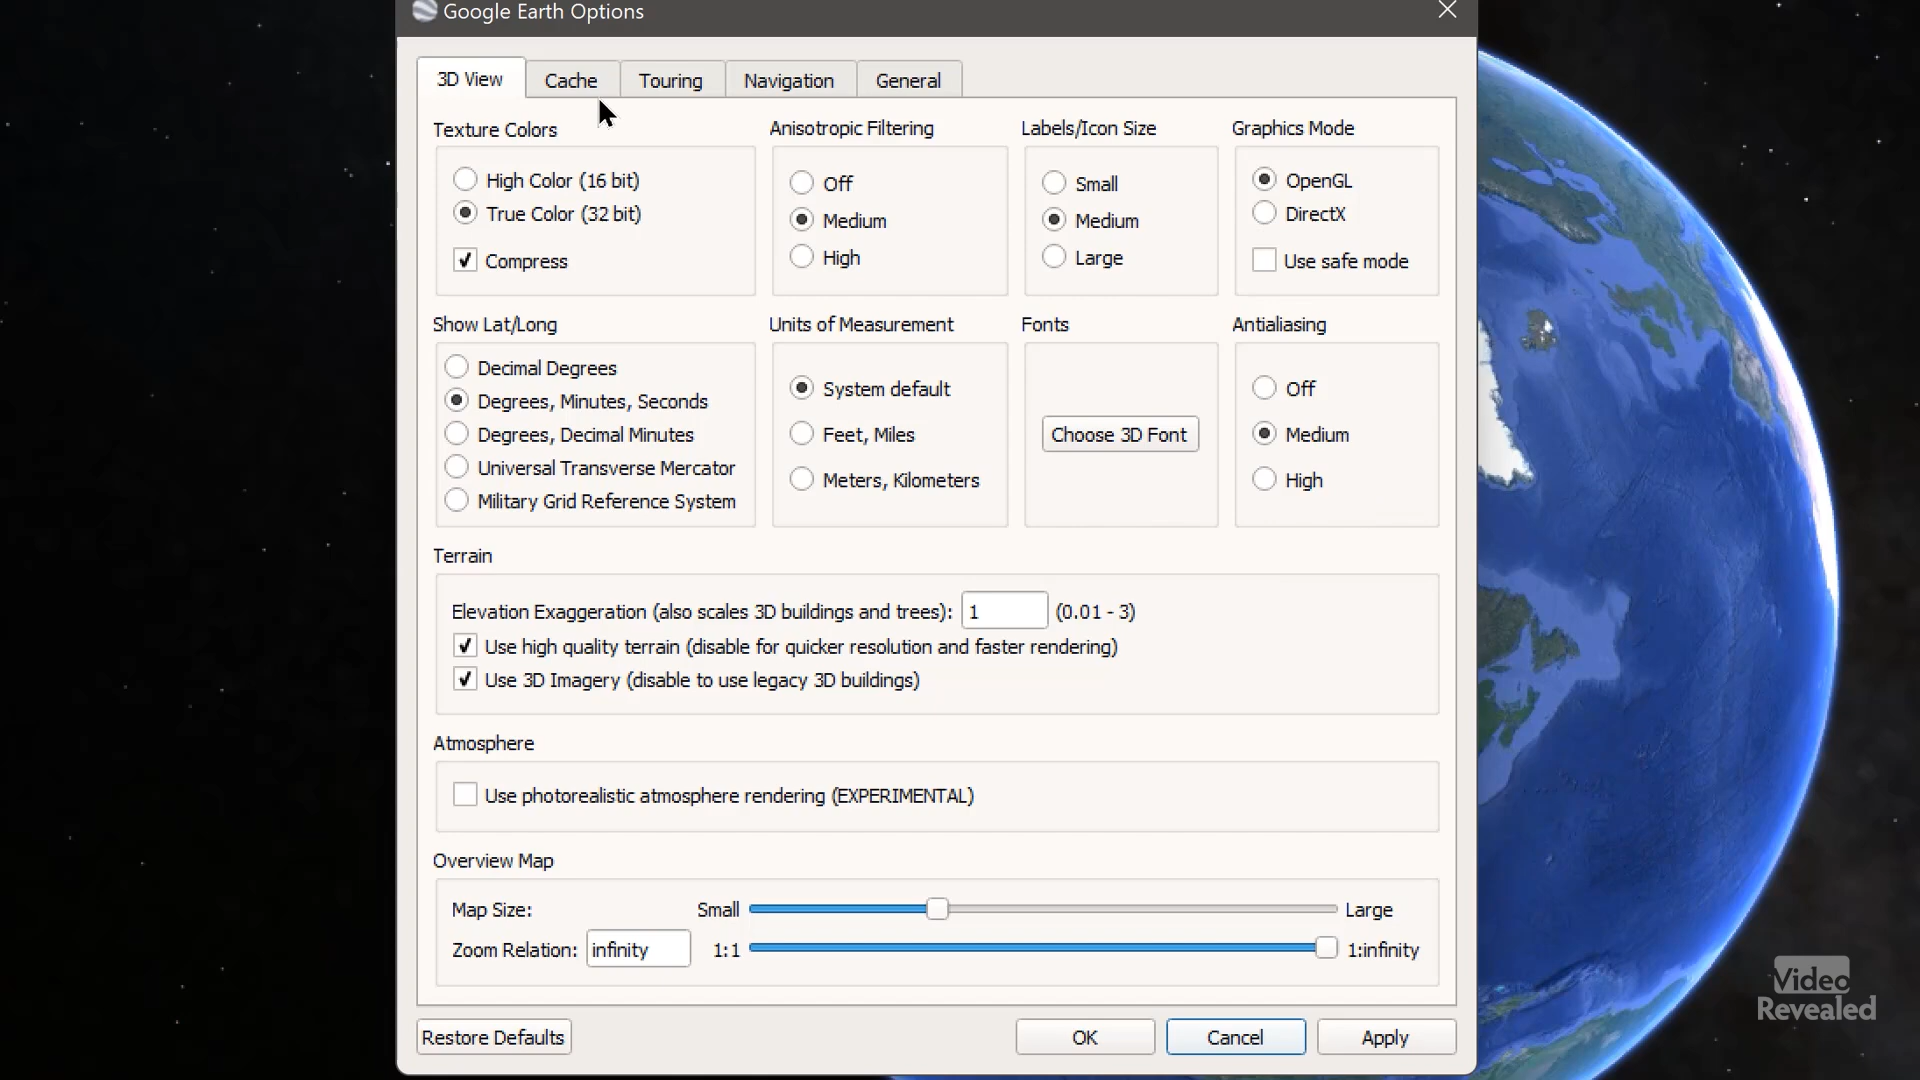 Google Earth Options
3D View Cache Touring Navigation General
Texture Colors
High Color (16 bit)
True Color (32 bit)
Compress
Anisotropic Filtering
Off
Medium
High
Labels/Icon Size
Small
Medium
Large
Graphics Mode
OpenGL
DirectX
Use safe mode
Show Lat/Long
Decimal Degrees
Degrees, Minutes, Seconds
Degrees, Decimal Minutes
Universal Transverse Mercator
Military Grid Reference System
Units of Measurement
System default
Feet, Miles
Meters, Kilometers
Fonts
Choose 3D Font
Antialiasing
Off
Medium
High
Terrain
Elevation Exaggeration (also scales 3D buildings and trees): 1 (0.01 - 3)
Use high quality terrain (disable for quicker resolution and faster rendering)
Use 3D Imagery (disable to use legacy 3D buildings)
Atmosphere
Use photorealistic atmosphere rendering (EXPERIMENTAL)
Overview Map
Map Size: Small Large
Zoom Relation: infinity 1:1 1:infinity
Restore Defaults OK Cancel Apply
Video
Revealed